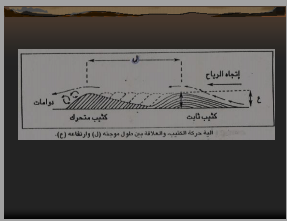 ل
إتجاه الرياح
ع
دوامات
كثيب متحرك
كثيب ثابت
آلية حركة الكثيب، والعلاقة بين طول موجته (ل) وارتفاعه (ع).